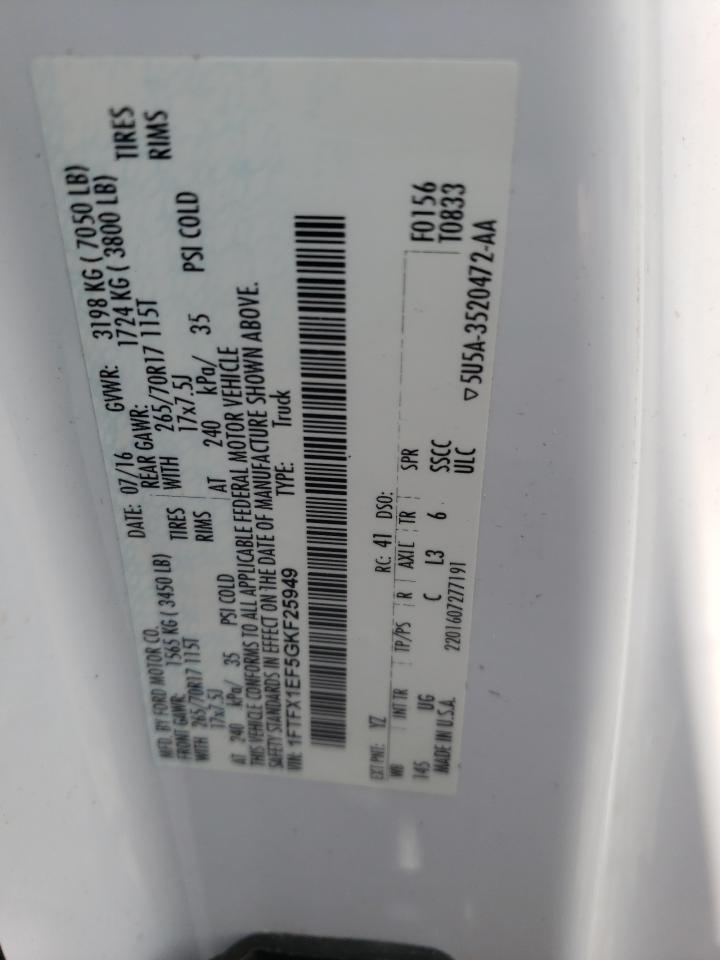 MFD. BY FORD MOTOR CO.
DATE: 07/16 GVWR: 3198 KG ( 7050 LB)
FRONT GAWR: 1565 KG ( 3450 LB) REAR GAWR: 1724 KG ( 3800 LB)
WITH 265/70R17 115T TIRES WITH 265/70R17 115T TIRES
17x7.5J RIMS 17x7.5J RIMS
AT 240 kPa/ 35 PSI COLD AT 240 kPa/ 35 PSI COLD
THIS VEHICLE CONFORMS TO ALL APPLICABLE FEDERAL MOTOR VEHICLE
SAFETY STANDARDS IN EFFECT ON THE DATE OF MANUFACTURE SHOWN ABOVE.
VIN: 1FTFX1EF5GKF25949 TYPE: Truck
EXT PNT: YZ RC: 41 DSO: F0156
WB INT TR TP/PS R AXLE TR SPR T0833
145 UG C L3 6 SSCC
MADE IN U.S.A. 2201607277191 ULC
▽5U5A-3520472-AA